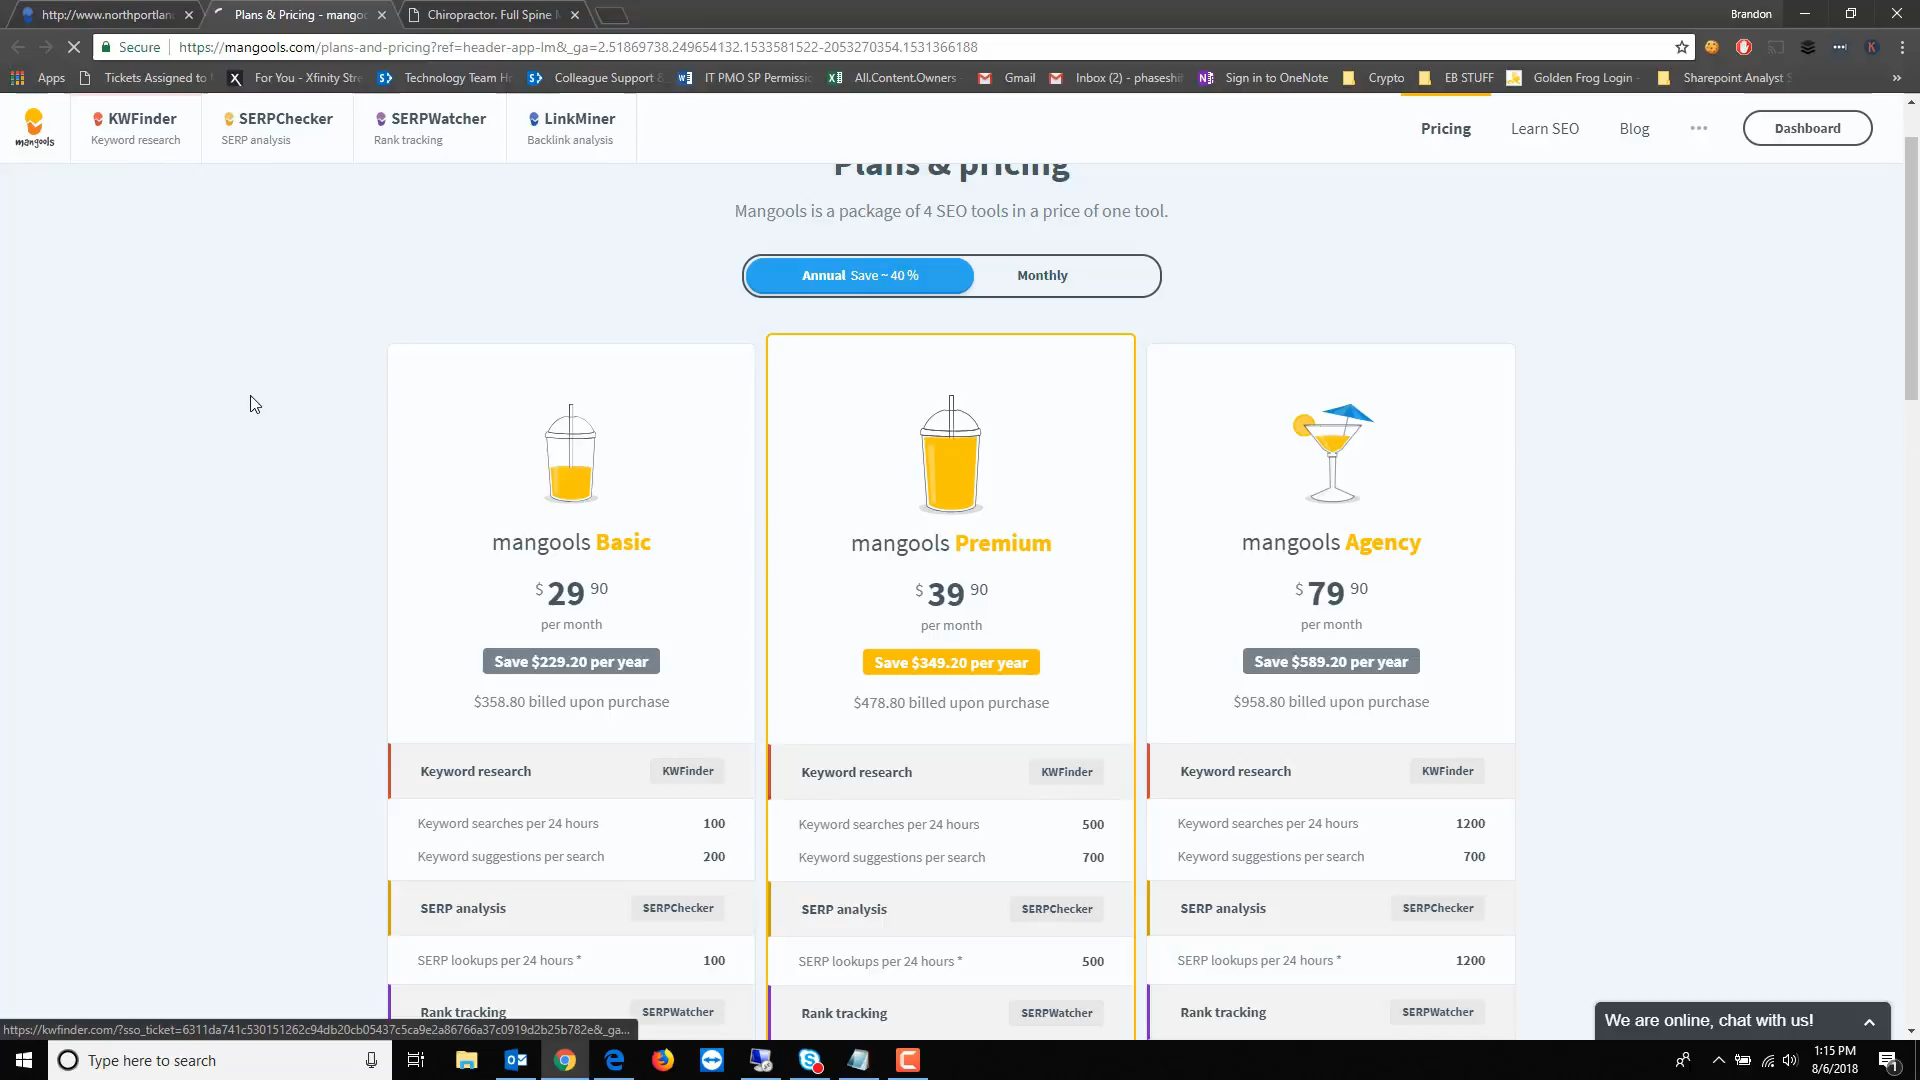 http://www.northportlan
Plans & Pricing - mangoo
Chiropractor. Full Spine
Brandon
Secure
https://mangools.com/plans-and-pricing?ref=header-app-lm&_ga=2.51869738.249654132.1533581522-2053270354.1531366188
Apps
Tickets Assigned to
For You - Xfinity Stre
Technology Team H
Colleague Support &
IT PMO SP Permissi
All.Content.Owners
Gmail
Inbox (2) - phaseshif
Sign in to OneNote
Crypto
EB STUFF
Golden Frog Login -
Sharepoint Analyst S
»
mangools
KWFinder
Keyword research
SERPChecker
SERP analysis
SERPWatcher
Rank tracking
LinkMiner
Backlink analysis
Pricing
Learn SEO
Blog
Dashboard
Plans & pricing
Mangools is a package of 4 SEO tools in a price of one tool.
Annual Save ~ 40 %
Monthly
mangools Basic
$ 29 90
per month
Save $229.20 per year
$358.80 billed upon purchase
mangools Premium
$ 39 90
per month
Save $349.20 per year
$478.80 billed upon purchase
mangools Agency
$ 79 90
per month
Save $589.20 per year
$958.80 billed upon purchase
Keyword research KWFinder
Keyword searches per 24 hours 100
Keyword suggestions per search 200
SERP analysis SERPChecker
SERP lookups per 24 hours * 100
Rank tracking SERPWatcher
Keyword research KWFinder
Keyword searches per 24 hours 500
Keyword suggestions per search 700
SERP analysis SERPChecker
SERP lookups per 24 hours * 500
Rank tracking SERPWatcher
Keyword research KWFinder
Keyword searches per 24 hours 1200
Keyword suggestions per search 700
SERP analysis SERPChecker
SERP lookups per 24 hours * 1200
Rank tracking SERPWatcher
https://kwfinder.com/?sso_ticket=6311da741c530151262c94db20cb05437c5ca9e2a86766a37c0919d2b25b782e&_ga...
We are online, chat with us!
Type here to search
1:15 PM
8/6/2018
1